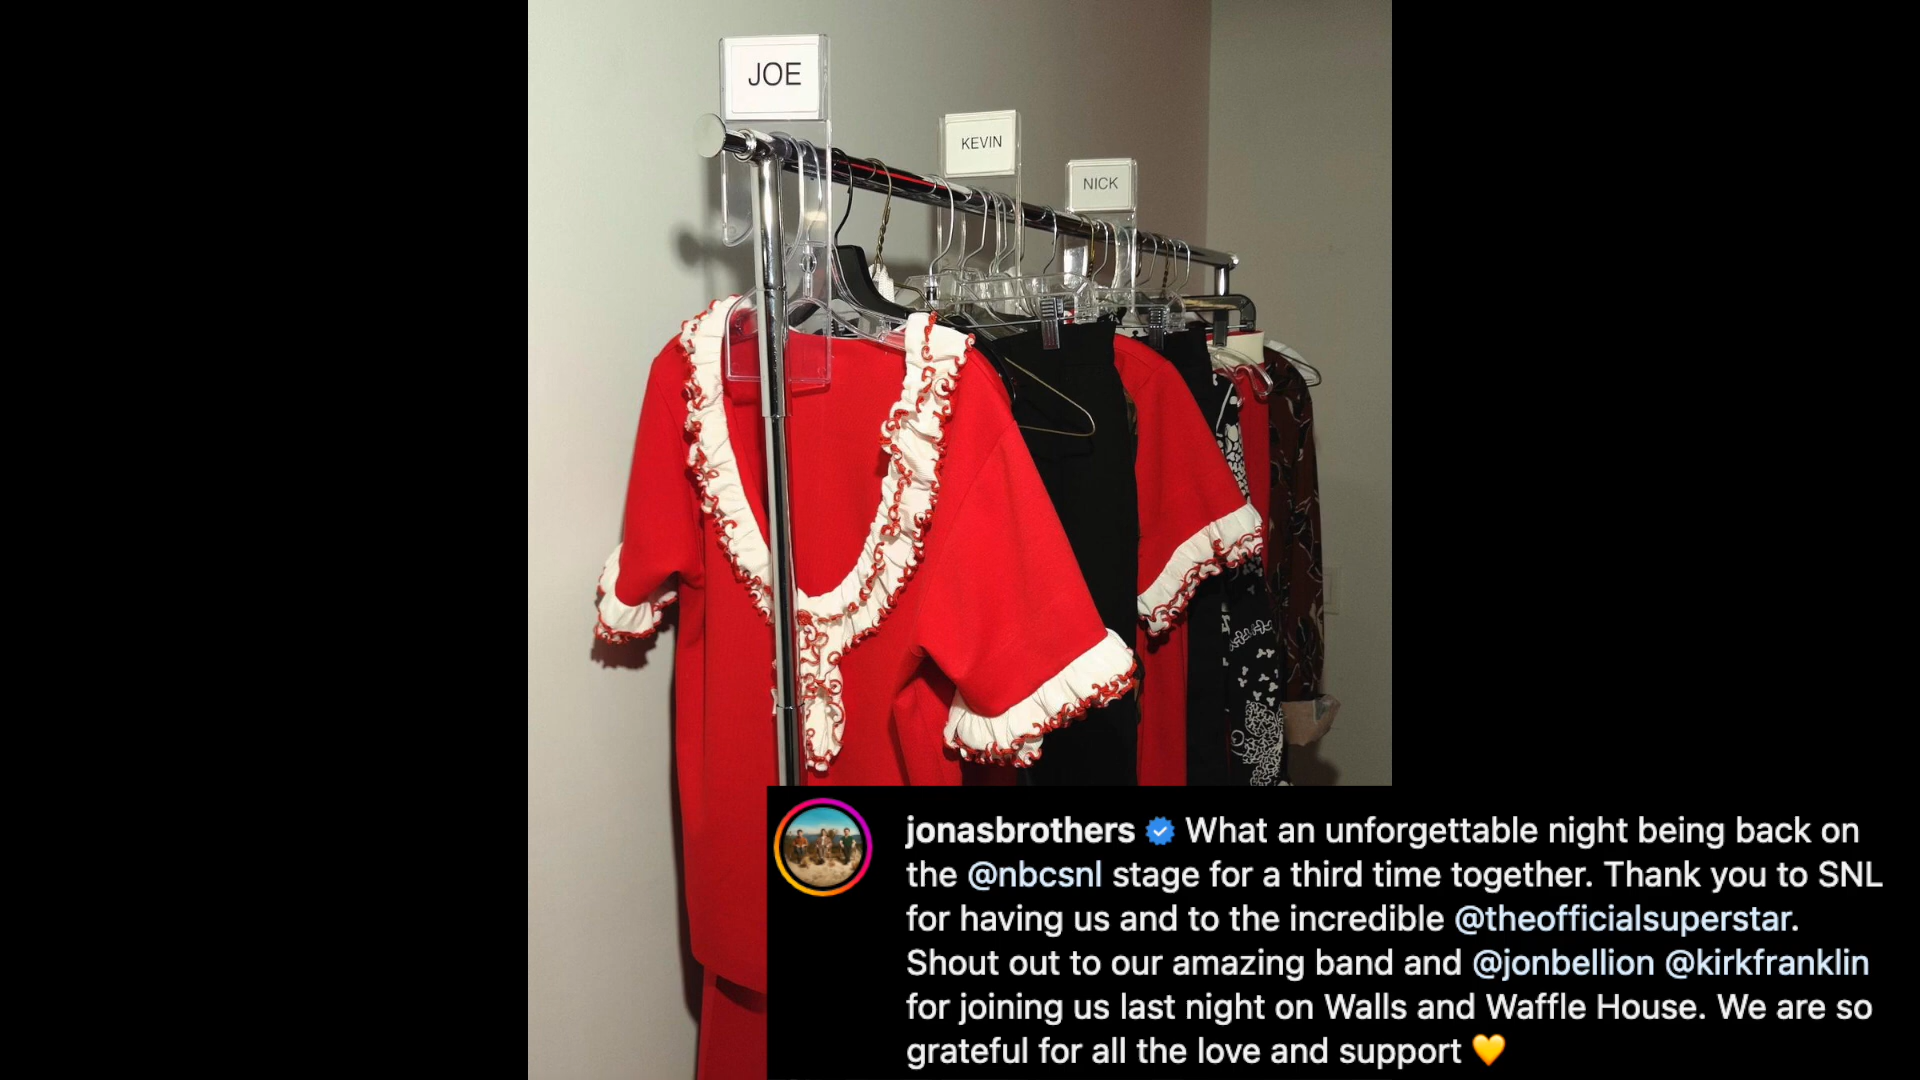 JOE
KEVIN
NICK
jonasbrothers What an unforgettable night being back on
the @nbcsnl stage for a third time together. Thank you to SNL
for having us and to the incredible @theofficialsuperstar.
Shout out to our amazing band and @jonbellion @kirkfranklin
for joining us last night on Walls and Waffle House. We are so
grateful for all the love and support 💛